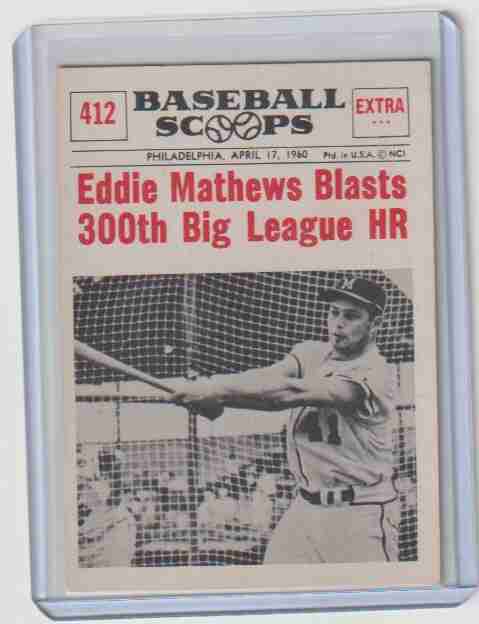 412
BASEBALL
SCOOPS
EXTRA
...
PHILADELPHIA, APRIL 17, 1960 Ptd. in U.S.A. © NCI
Eddie Mathews Blasts
300th Big League HR
M
41